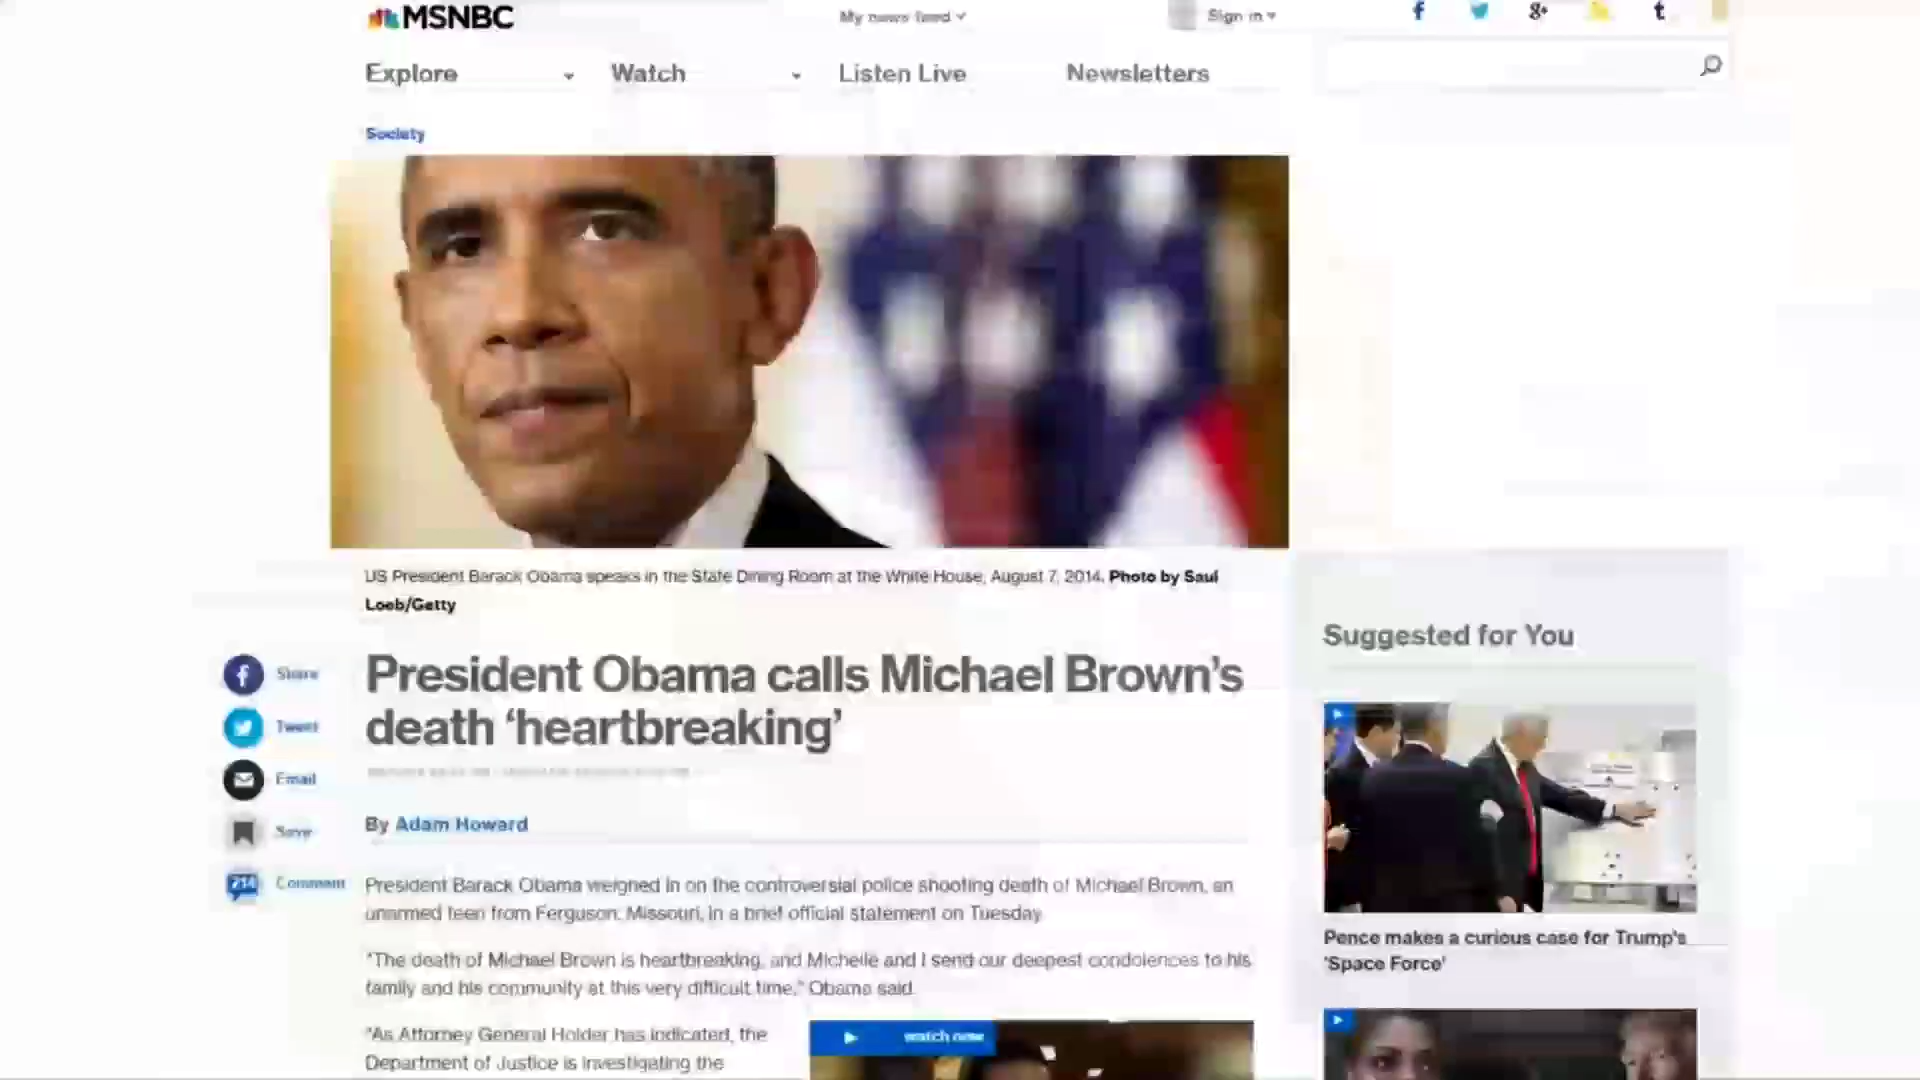 MSNBC
My news feed
Sign in
Explore
Watch
Listen Live
Newsletters
Society
US President Barack Obama speaks in the State Dining Room at the White House, August 7, 2014. Photo by Saul
Loeb/Getty
Share
Tweet
Email
Save
214
Comment
President Obama calls Michael Brown's
death ‘heartbreaking’
By Adam Howard
President Barack Obama weighed in on the controversial police shooting death of Michael Brown, an
unarmed teen from Ferguson, Missouri, in a brief official statement on Tuesday.
"The death of Michael Brown is heartbreaking, and Michelle and I send our deepest condolences to his
family and his community at this very difficult time," Obama said.
"As Attorney General Holder has indicated, the
Department of Justice is investigating the
watch now
Suggested for You
Pence makes a curious case for Trump's
'Space Force'